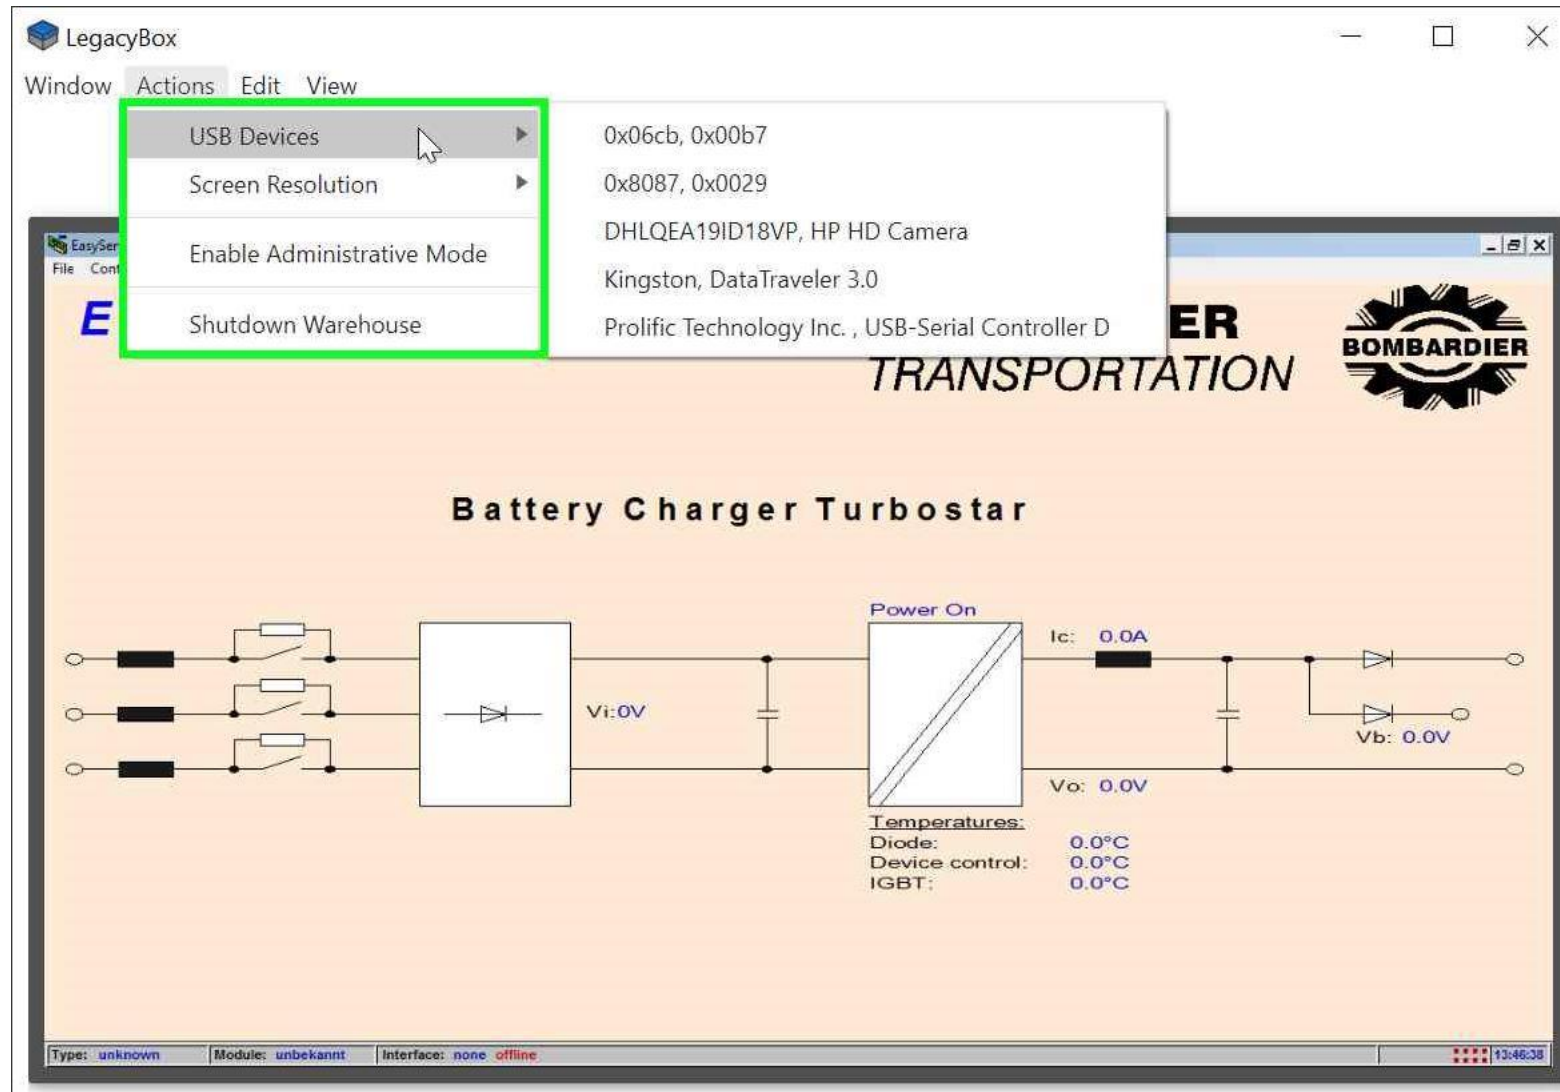 LegacyBox
Window Actions Edit View
USB Devices
Screen Resolution
Enable Administrative Mode
Shutdown Warehouse
0x06cb, 0x00b7
0x8087, 0x0029
DHLQEA19ID18VP, HP HD Camera
Kingston, DataTraveler 3.0
Prolific Technology Inc. , USB-Serial Controller D
EasySer
File Cont
E
ER
TRANSPORTATION
BOMBARDIER
Battery Charger Turbostar
Power On
Ic: 0.0A
Vi:0V
Vb: 0.0V
Vo: 0.0V
Temperatures:
Diode: 0.0°C
Device control: 0.0°C
IGBT: 0.0°C
Type: unknown Module: unbekannt Interface: none offline 13:46:38